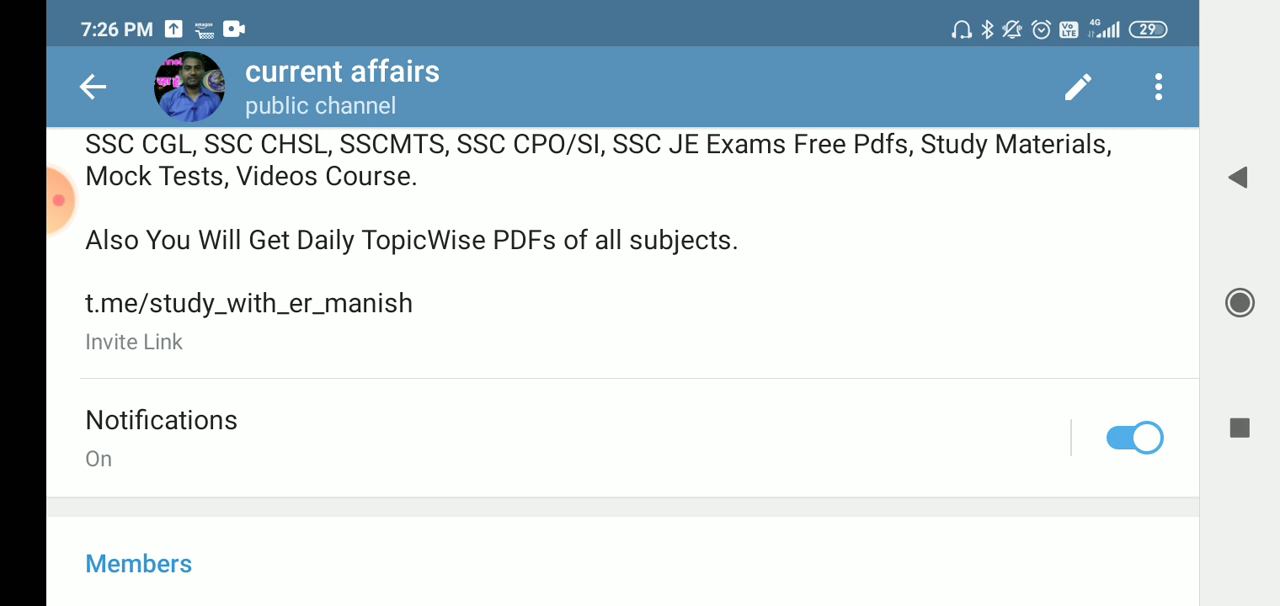 7:26 PM
4G
29
current affairs
public channel
SSC CGL, SSC CHSL, SSCMTS, SSC CPO/SI, SSC JE Exams Free Pdfs, Study Materials,
Mock Tests, Videos Course.
Also You Will Get Daily TopicWise PDFs of all subjects.
t.me/study_with_er_manish
Invite Link
Notifications
On
Members